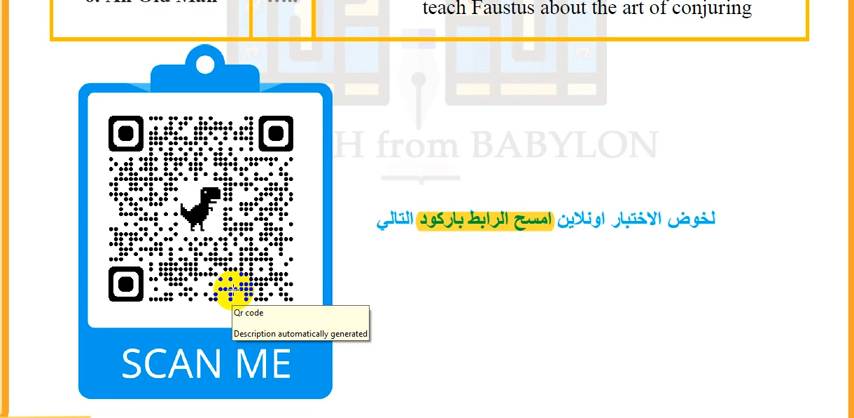 teach Faustus about the art of conjuring
H from BABYLON
لخوض الاختبار اونلاين امسح الرابط باركود التالي
Qr code
Description automatically generated
SCAN ME